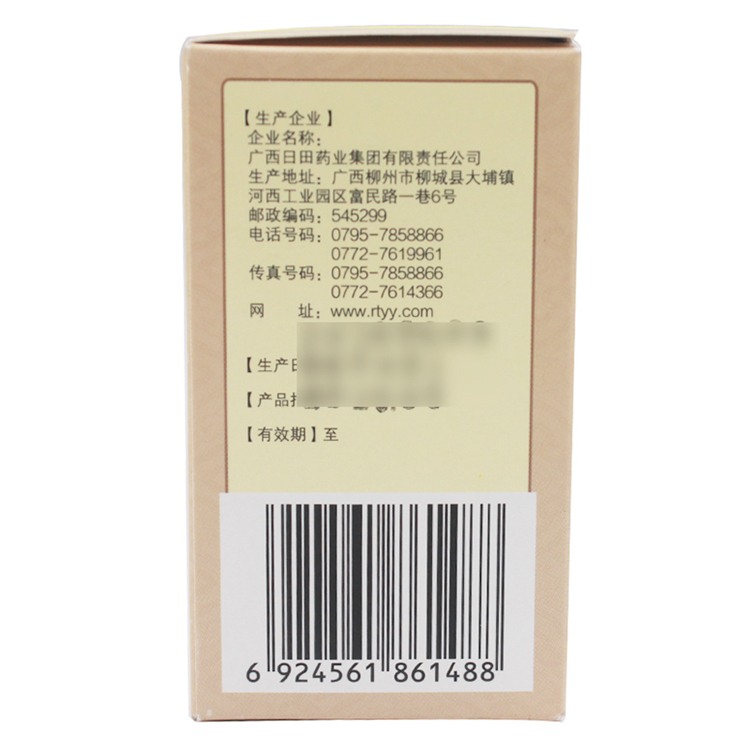 【生产企业】
企业名称：
广西日田药业集团有限责任公司
生产地址：广西柳州市柳城县大埔镇
河西工业园区富民路一巷6号
邮政编码：545299
电话号码：0795-7858866
0772-7619961
传真号码：0795-7858866
0772-7614366
网 址：www.rtyy.com
【生产日
【产品批
【有效期】至
6 924561 861488